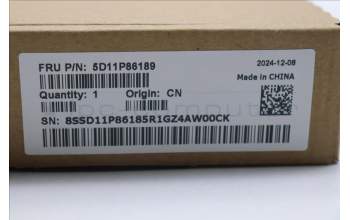 FRU P/N: 5D11P86189
2024-12-08
Made in CHINA
Quantity: 1 Origin: CN
SN: 8SSD11P86185R1GZ4AW00CK